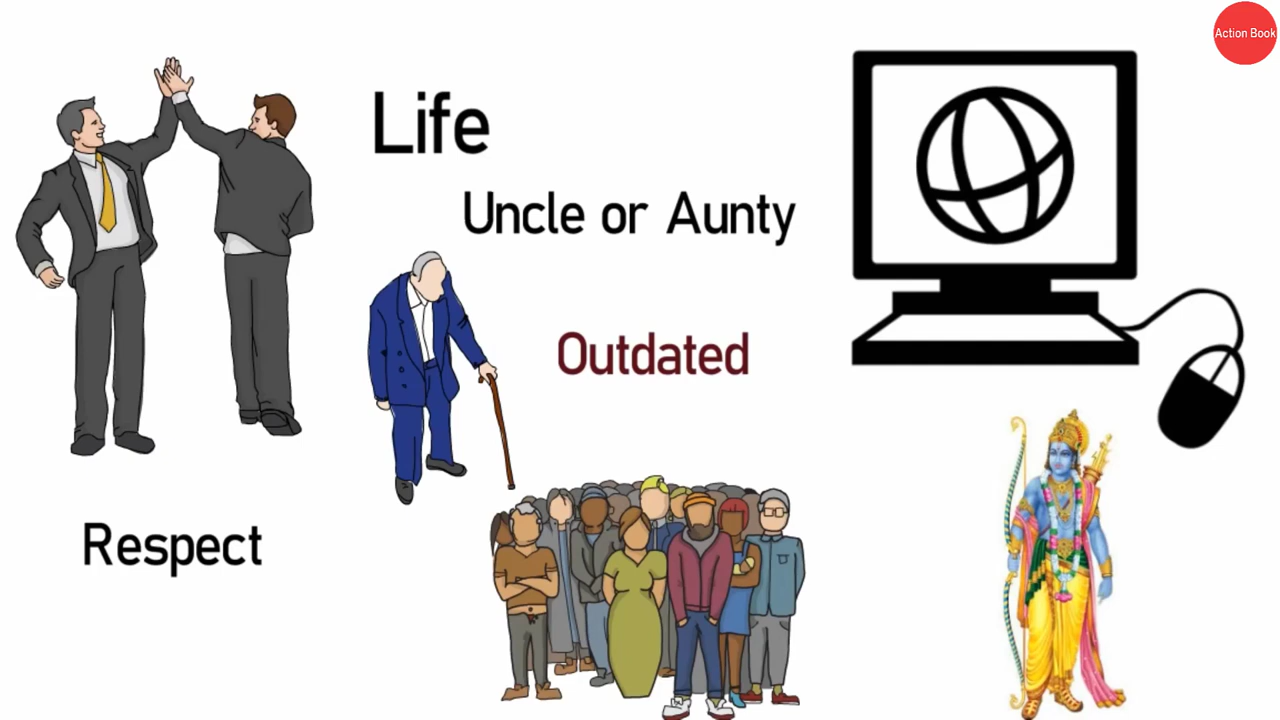 Action Book
Life
Uncle or Aunty
Outdated
Respect